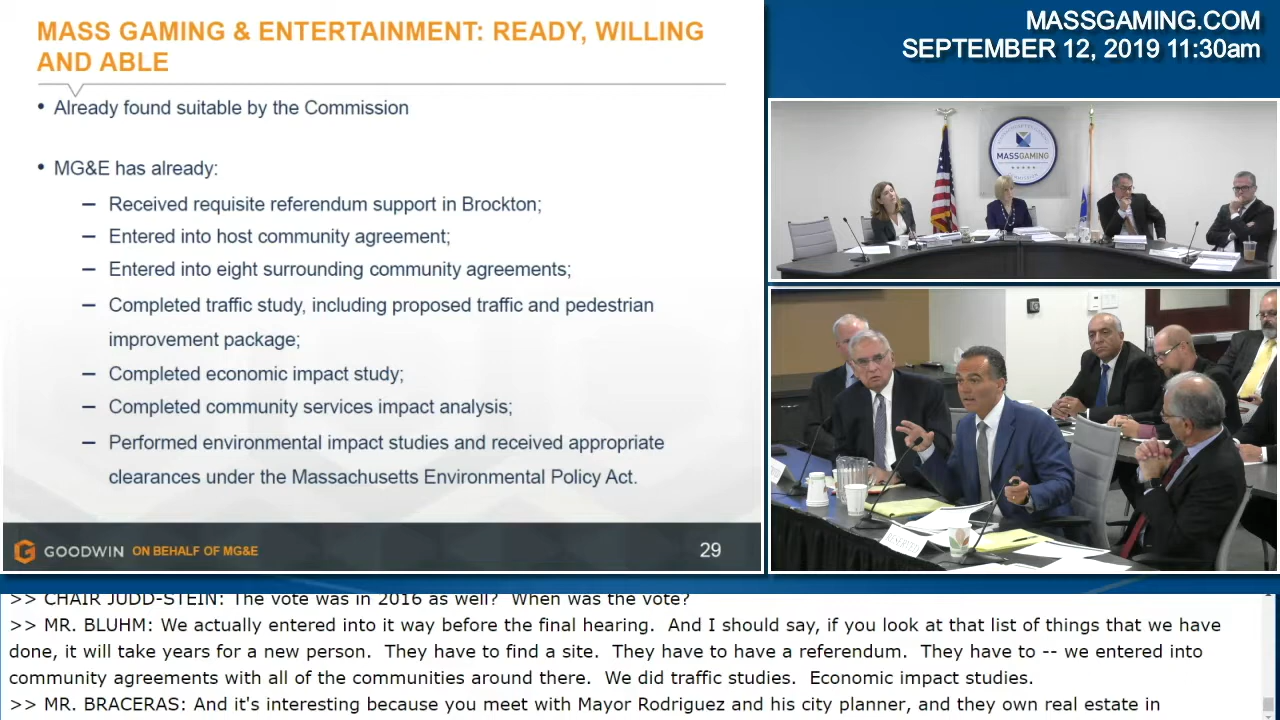 MASS GAMING & ENTERTAINMENT: READY, WILLING
AND ABLE
• Already found suitable by the Commission
• MG&E has already:
– Received requisite referendum support in Brockton;
– Entered into host community agreement;
– Entered into eight surrounding community agreements;
– Completed traffic study, including proposed traffic and pedestrian
improvement package;
– Completed economic impact study;
– Completed community services impact analysis;
– Performed environmental impact studies and received appropriate
clearances under the Massachusetts Environmental Policy Act.
GOODWIN ON BEHALF OF MG&E
29
MASSGAMING.COM
SEPTEMBER 12, 2019 11:30am
MASSGAMING
RESERVED
>> CHAIR JUDD-STEIN: The vote was in 2016 as well? When was the vote?
>> MR. BLUHM: We actually entered into it way before the final hearing. And I should say, if you look at that list of things that we have
done, it will take years for a new person. They have to find a site. They have to have a referendum. They have to -- we entered into
community agreements with all of the communities around there. We did traffic studies. Economic impact studies.
>> MR. BRACERAS: And it's interesting because you meet with Mayor Rodriguez and his city planner, and they own real estate in